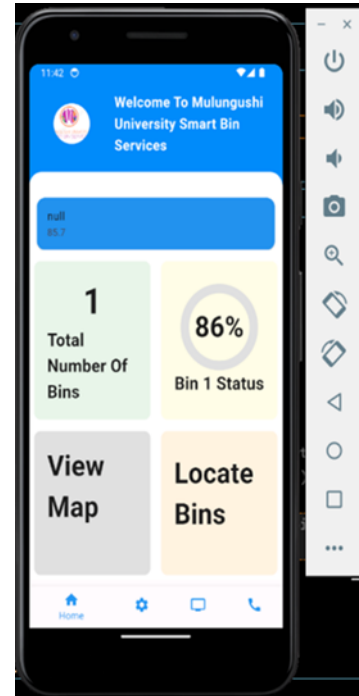 11:42
Welcome To Mulungushi
University Smart Bin
Services
null
85.7
1
Total
Number Of
Bins
86%
Bin 1 Status
View
Map
Locate
Bins
Home